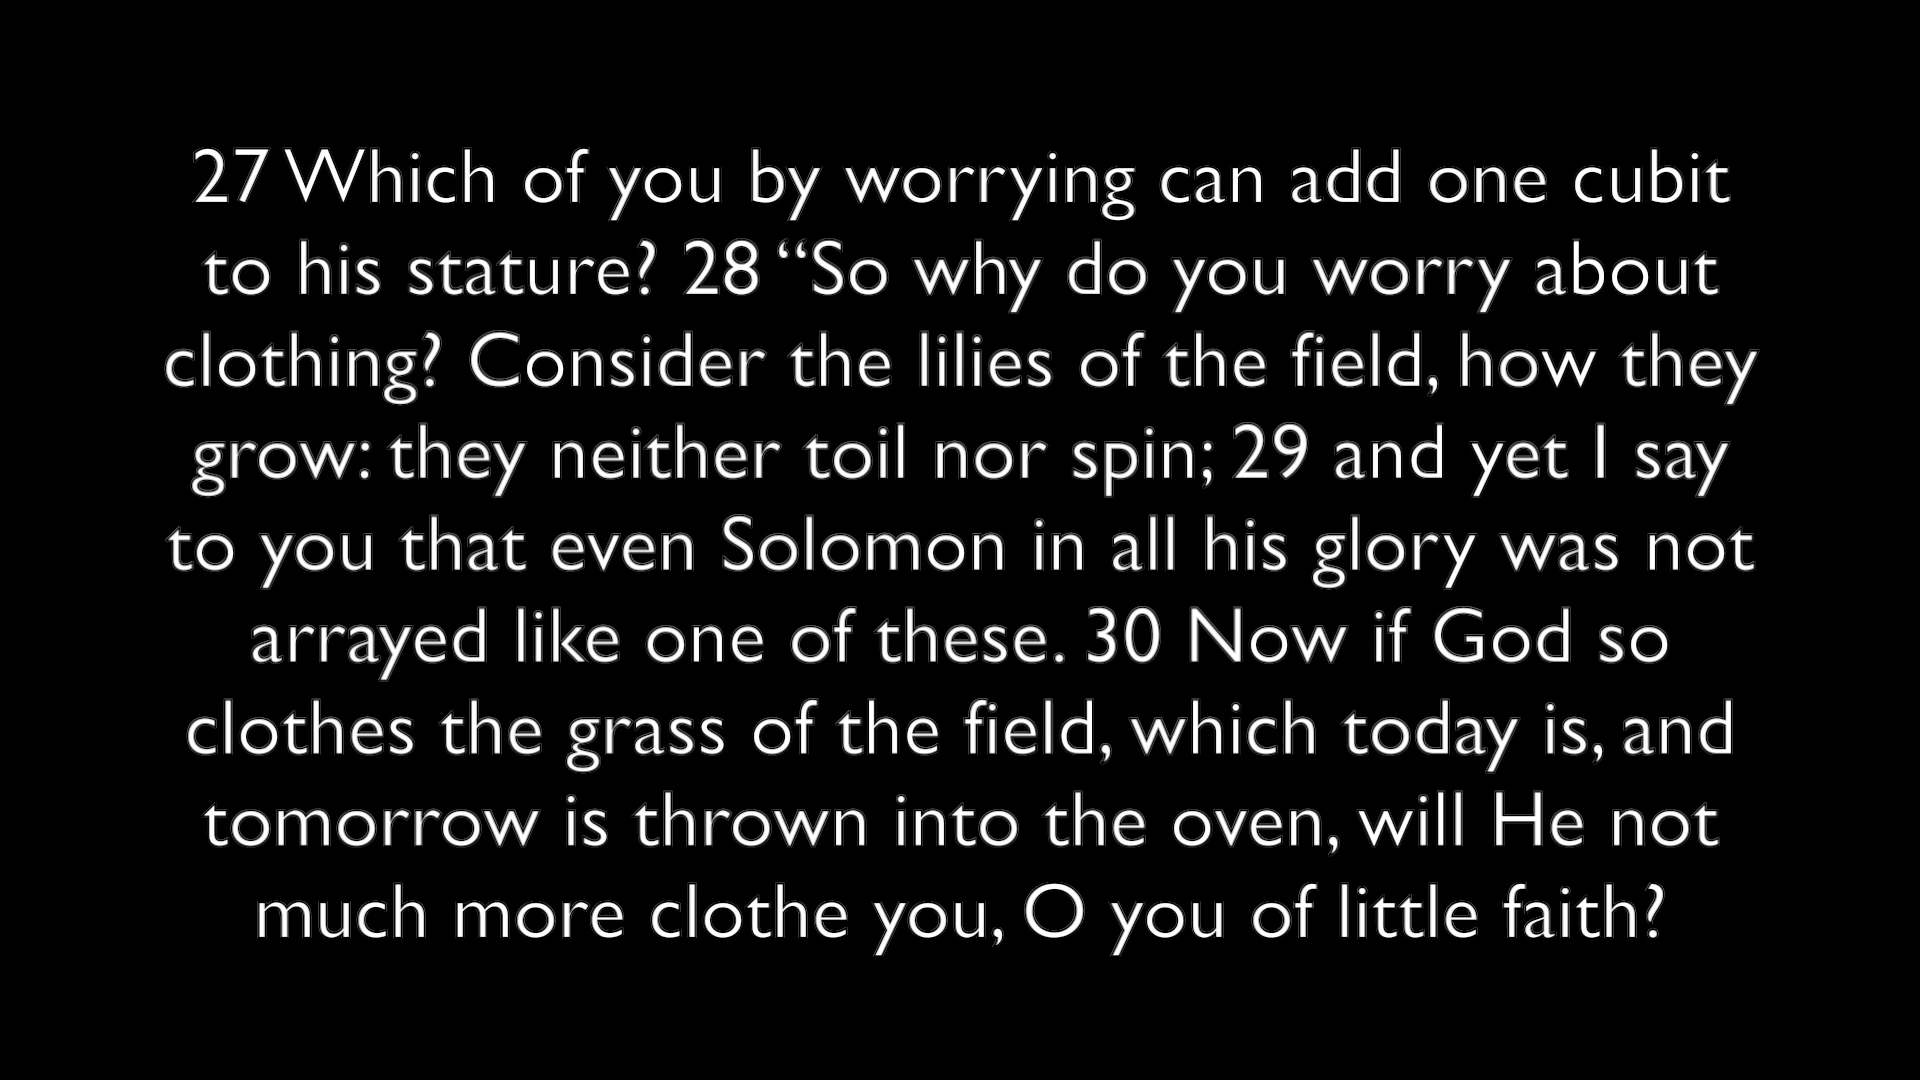 27 Which of you by worrying can add one cubit
to his stature? 28 “So why do you worry about
clothing? Consider the lilies of the field, how they
grow: they neither toil nor spin; 29 and yet I say
to you that even Solomon in all his glory was not
arrayed like one of these. 30 Now if God so
clothes the grass of the field, which today is, and
tomorrow is thrown into the oven, will He not
much more clothe you, O you of little faith?